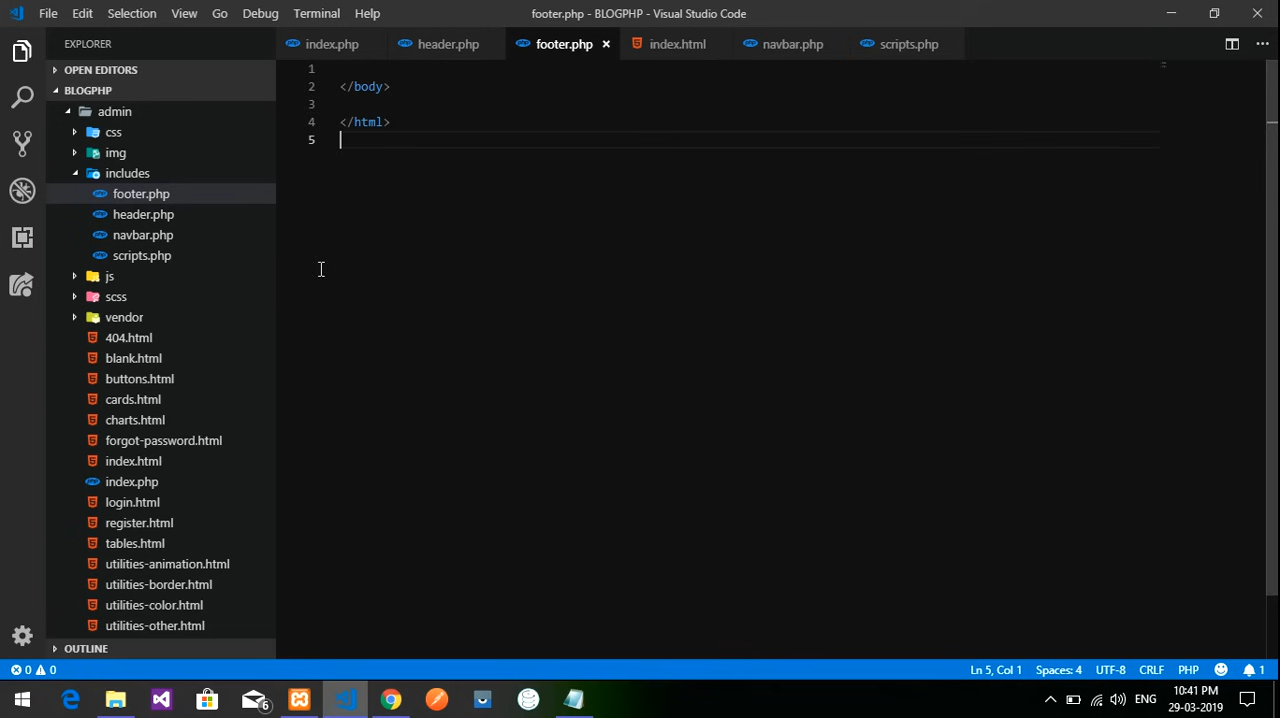 File Edit Selection View Go Debug Terminal Help footer.php - BLOGPHP - Visual Studio Code
EXPLORER
index.php header.php footer.php × index.html navbar.php scripts.php
OPEN EDITORS
BLOGPHP
admin
css
img
includes
footer.php
header.php
navbar.php
scripts.php
js
scss
vendor
404.html
blank.html
buttons.html
cards.html
charts.html
forgot-password.html
index.html
index.php
login.html
register.html
tables.html
utilities-animation.html
utilities-border.html
utilities-color.html
utilities-other.html
OUTLINE
1
2 </body>
3
4 </html>
5
0 0 Ln 5, Col 1 Spaces: 4 UTF-8 CRLF PHP 1
6 ENG 10:41 PM
29-03-2019